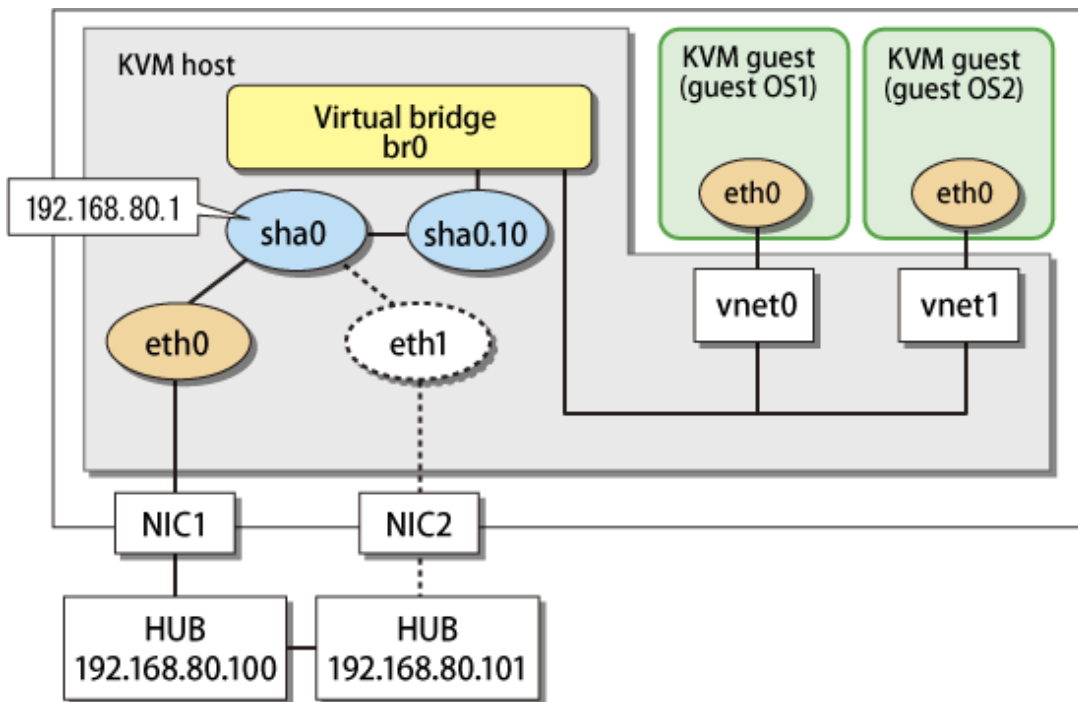 KVM host
Virtual bridge
br0
KVM guest
(guest OS1)
KVM guest
(guest OS2)
eth0
eth0
192.168.80.1
sha0
sha0.10
vnet0
vnet1
eth0
eth1
NIC1
NIC2
HUB
192.168.80.100
HUB
192.168.80.101